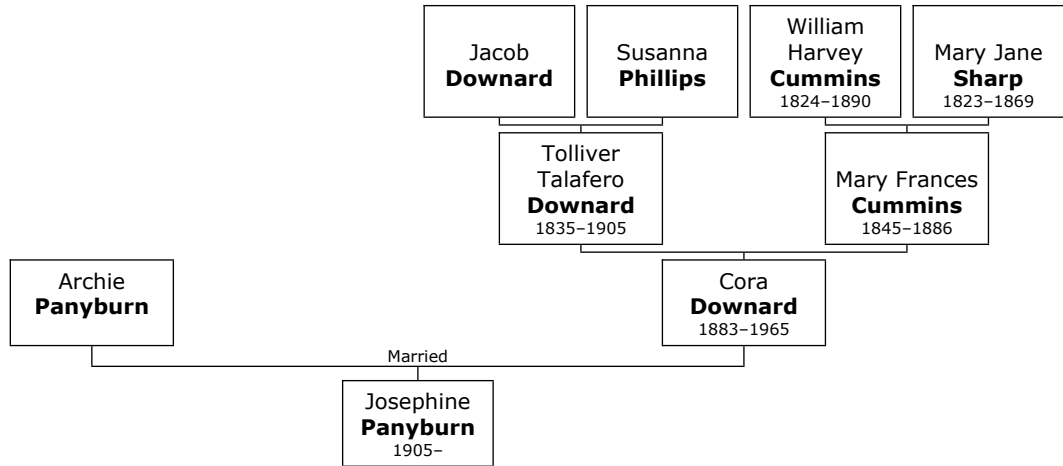 Jacob
Downard
Susanna
Phillips
William
Harvey
Cummins
1824–1890
Mary Jane
Sharp
1823–1869
Tolliver
Talafero
Downard
1835–1905
Mary Frances
Cummins
1845–1886
Archie
Panyburn
Cora
Downard
1883–1965
Married
Josephine
Panyburn
1905–